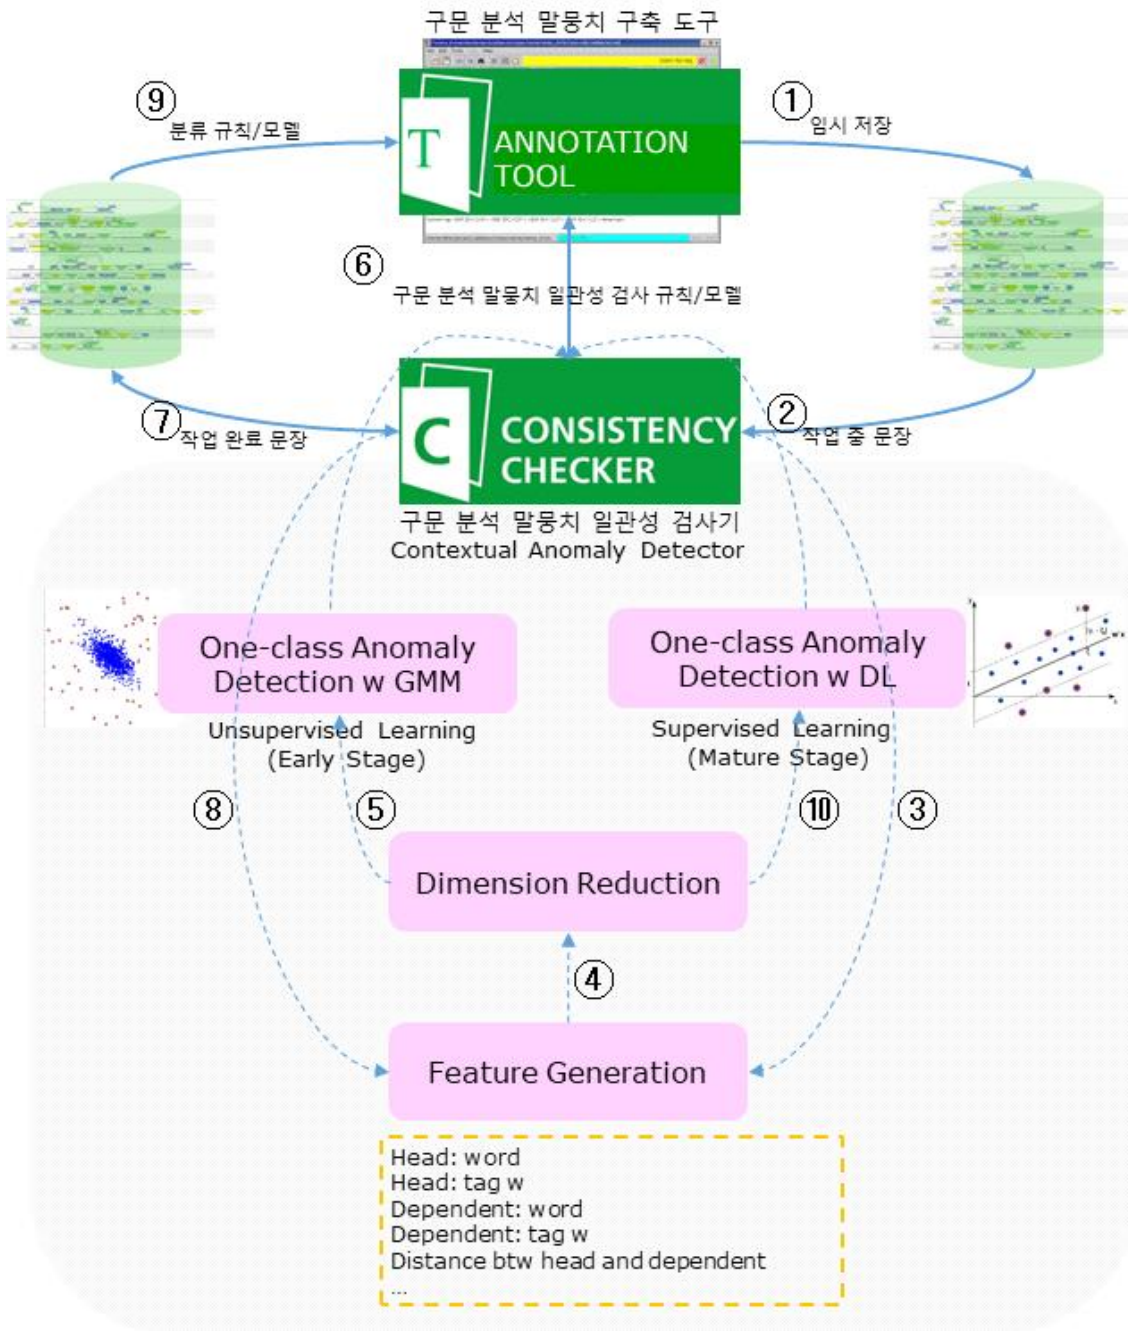 구문 분석 말뭉치 구축 도구
⑨
분류 규칙/모델
T
ANNOTATION
TOOL
①
임시 저장
⑥
구문 분석 말뭉치 일관성 검사 규칙/모델
⑦
작업 완료 문장
C
CONSISTENCY
CHECKER
②
작업 중 문장
구문 분석 말뭉치 일관성 검사기
Contextual Anomaly Detector
One-class Anomaly
Detection w GMM
Unsupervised Learning
(Early Stage)
One-class Anomaly
Detection w DL
Supervised Learning
(Mature Stage)
⑧
⑤
⑩
③
Dimension Reduction
④
Feature Generation
Head: word
Head: tag w
Dependent: word
Dependent: tag w
Distance btw head and dependent
...